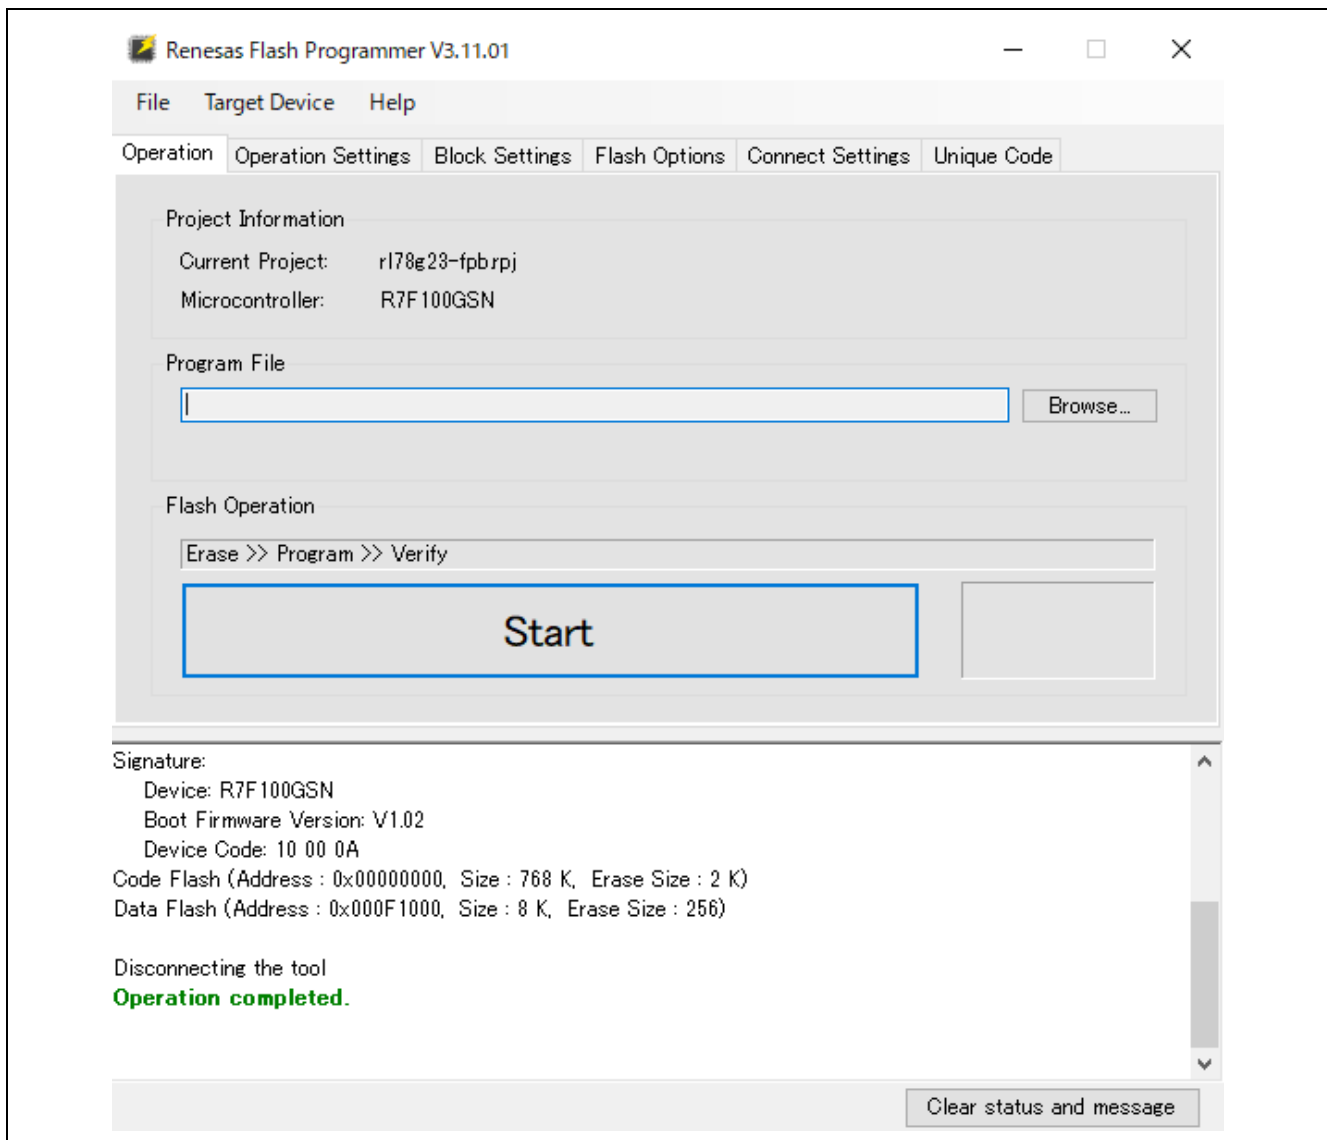 Renesas Flash Programmer V3.11.01
File Target Device Help
Operation Operation Settings Block Settings Flash Options Connect Settings Unique Code
Project Information
Current Project: rl78g23-fpb.rpj
Microcontroller: R7F100GSN
Program File
Browse...
Flash Operation
Erase >> Program >> Verify
Start
Signature:
Device: R7F100GSN
Boot Firmware Version: V1.02
Device Code: 10 00 0A
Code Flash (Address : 0x00000000, Size : 768 K, Erase Size : 2 K)
Data Flash (Address : 0x000F1000, Size : 8 K, Erase Size : 256)
Disconnecting the tool
Operation completed.
Clear status and message